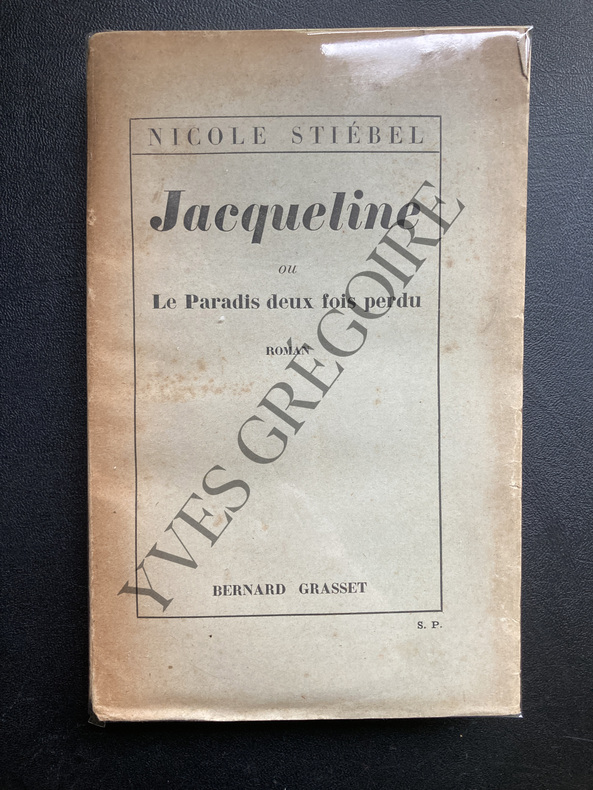 NICOLE STIÉBEL
Jacqueline
ou
Le Paradis deux fois perdu
ROMAN
YVES GRÉGOIRE
BERNARD GRASSET
S. P.